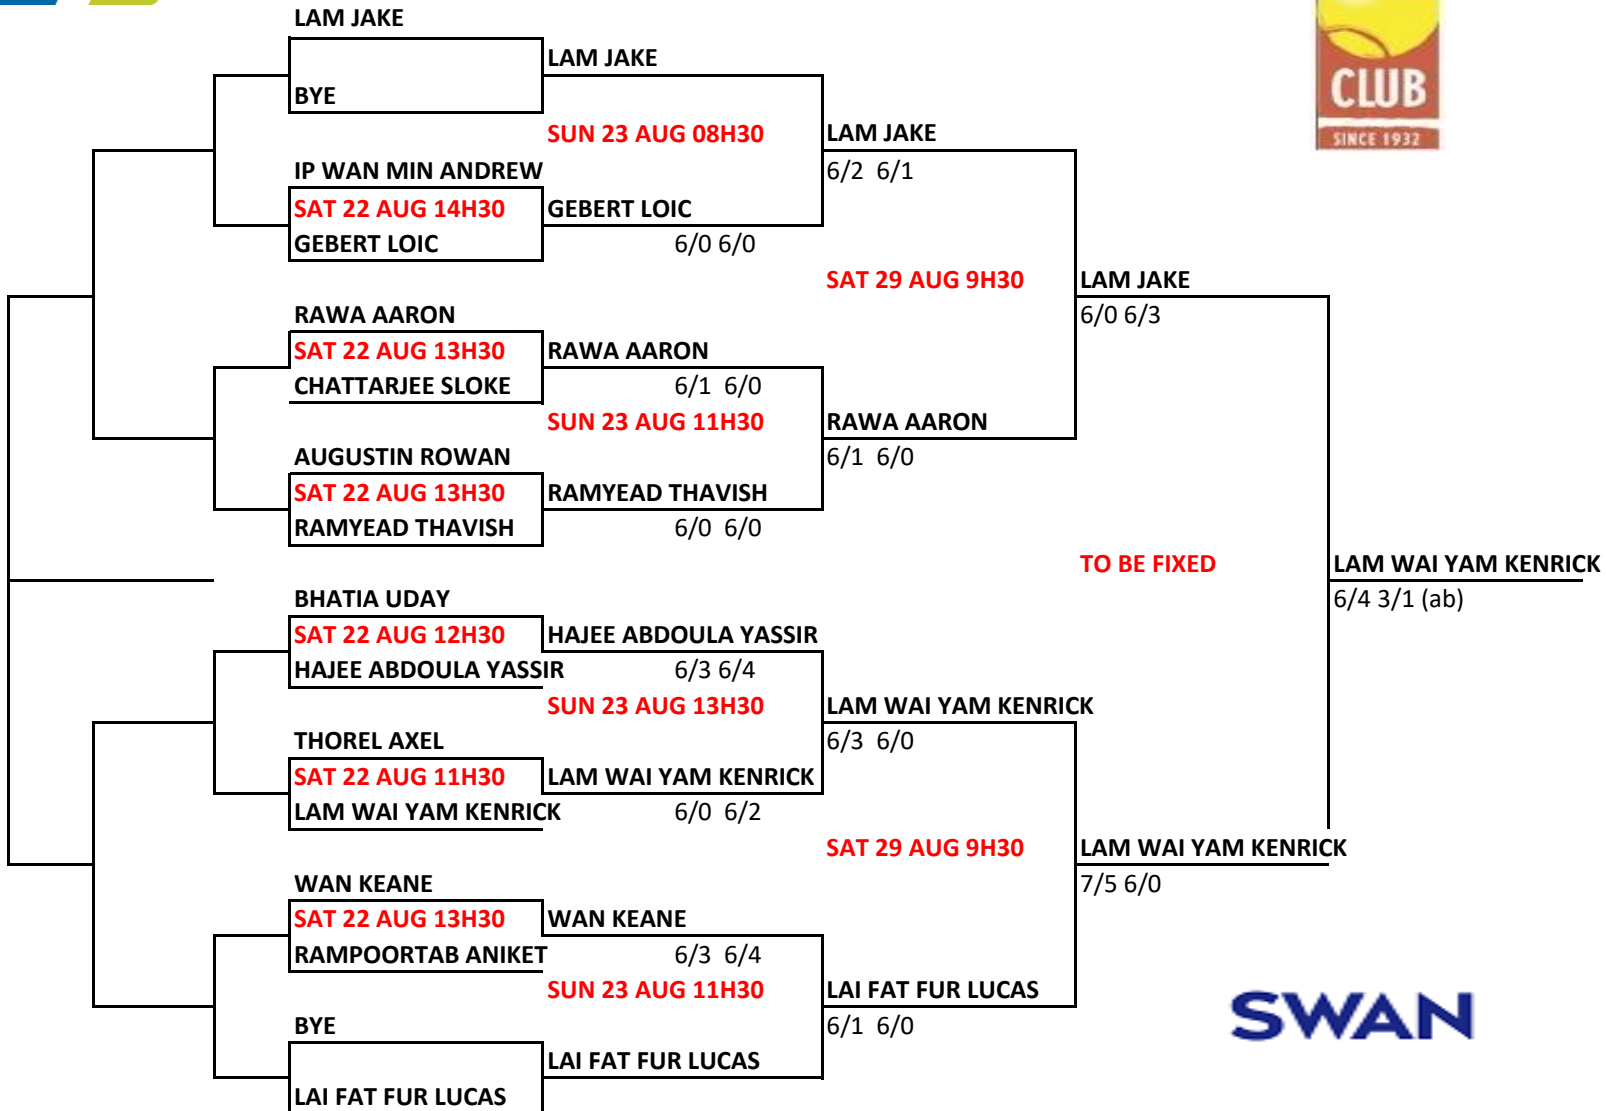 LAM JAKE
LAM JAKE
BYE
CLUB
SINCE 1932
SUN 23 AUG 08H30
LAM JAKE
IP WAN MIN ANDREW
6/2 6/1
SAT 22 AUG 14H30
GEBERT LOIC
GEBERT LOIC
6/0 6/0
SAT 29 AUG 9H30
LAM JAKE
RAWA AARON
6/0 6/3
SAT 22 AUG 13H30
RAWA AARON
CHATTARJEE SLOKE
6/1 6/0
SUN 23 AUG 11H30
RAWA AARON
AUGUSTIN ROWAN
6/1 6/0
SAT 22 AUG 13H30
RAMYEAD THAVISH
RAMYEAD THAVISH
6/0 6/0
TO BE FIXED
LAM WAI YAM KENRICK
BHATIA UDAY
6/4 3/1 (ab)
SAT 22 AUG 12H30
HAJEE ABDOULA YASSIR
HAJEE ABDOULA YASSIR
6/3 6/4
SUN 23 AUG 13H30
LAM WAI YAM KENRICK
THOREL AXEL
6/3 6/0
SAT 22 AUG 11H30
LAM WAI YAM KENRICK
LAM WAI YAM KENRICK
6/0 6/2
SAT 29 AUG 9H30
LAM WAI YAM KENRICK
WAN KEANE
7/5 6/0
SAT 22 AUG 13H30
WAN KEANE
RAMPOORTAB ANIKET
6/3 6/4
SUN 23 AUG 11H30
LAI FAT FUR LUCAS
BYE
6/1 6/0
SWAN
LAI FAT FUR LUCAS
LAI FAT FUR LUCAS